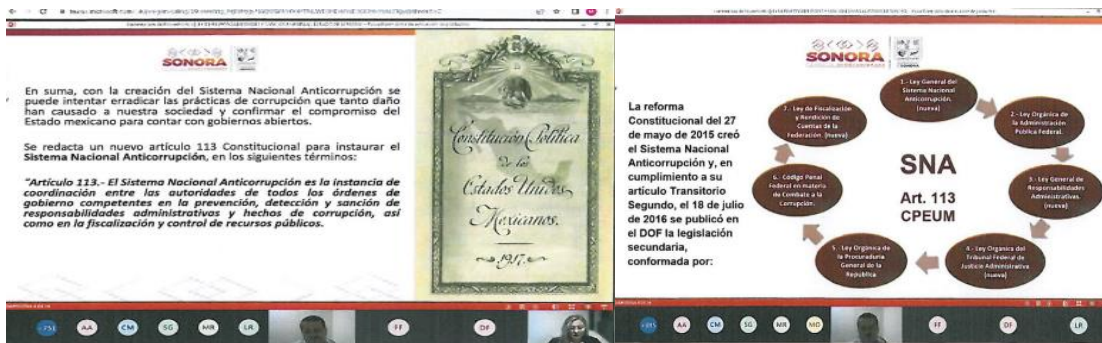 SONORA
En suma, con la creación del Sistema Nacional Anticorrupción se
puede intentar erradicar las prácticas de corrupción que tanto daño
han causado a nuestra sociedad y confirmar el compromiso del
Estado mexicano para contar con gobiernos abiertos.
Se redacta un nuevo artículo 113 Constitucional para instaurar el
Sistema Nacional Anticorrupción, en los siguientes términos:
"Artículo 113.- El Sistema Nacional Anticorrupción es la instancia de
coordinación entre las autoridades de todos los órdenes de
gobierno competentes en la prevención, detección y sanción de
responsabilidades administrativas y hechos de corrupción, así
como en la fiscalización y control de recursos públicos.
Constitución Política
de los
Estados Unidos
Mexicanos.
1917.
AA
CM
SG
MR
LR
FF
DF
SONORA
La reforma
Constitucional del 27
de mayo de 2015 creó
el Sistema Nacional
Anticorrupción y, en
cumplimiento a su
artículo Transitorio
Segundo, el 18 de julio
de 2016 se publicó en
el DOF la legislación
secundaria,
conformada por:
1.- Ley General del
Sistema Nacional
Anticorrupción.
(nueva)
2.- Ley Orgánica de
la Administración
Pública Federal.
3.- Ley General de
Responsabilidades
Administrativas.
(nueva)
4.- Ley Organica del
Tribunal Federal de
Justicia Administrativa
(nueva)
5.- Ley Orgánica de
la Procuraduría
General de la
República.
6.- Código Penal
Federal en materia
de Combate a la
Corrupción.
7.- Ley de Fiscalización
y Rendición de
Cuentas de la
Federación. (nueva)
SNA
Art. 113
CPEUM
AA
CM
SG
MR
MO
FF
DF
LR